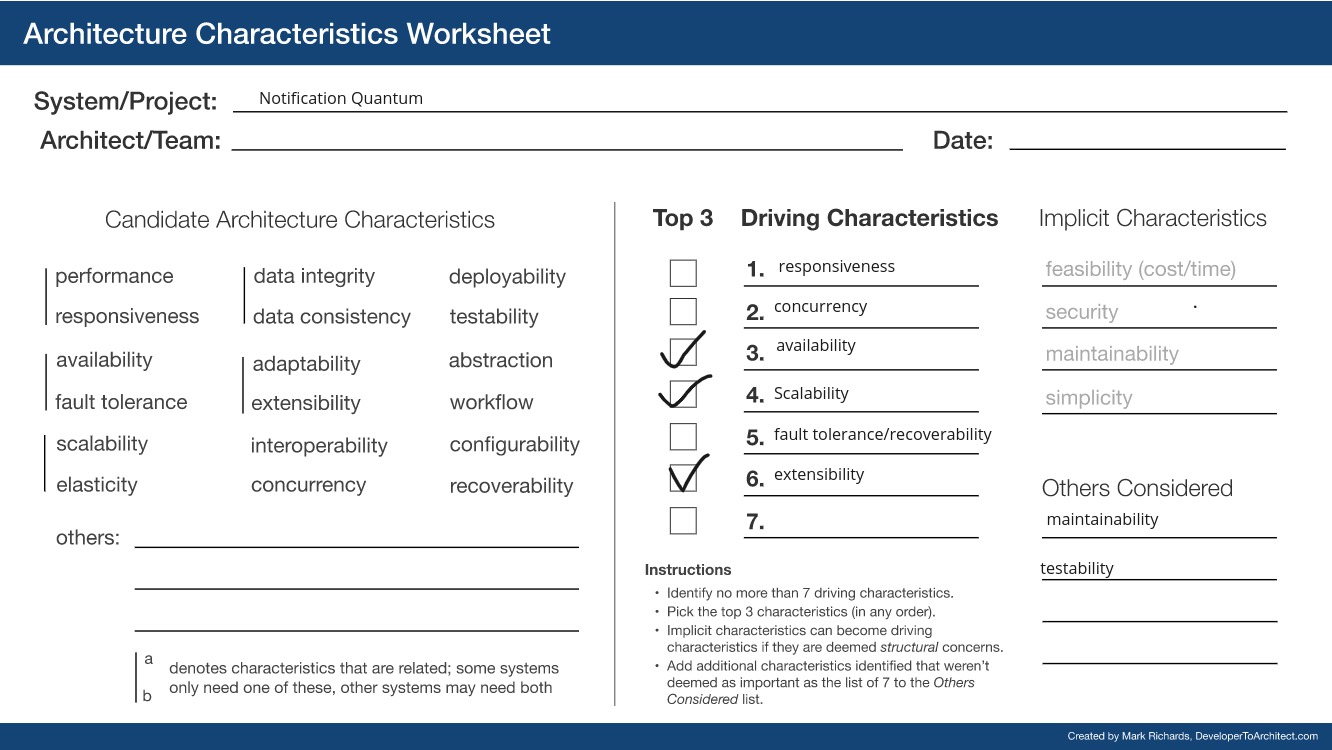 Architecture Characteristics Worksheet
System/Project: Notification Quantum
Architect/Team: Date:
Candidate Architecture Characteristics
performance data integrity deployability
responsiveness data consistency testability
availability adaptability abstraction
fault tolerance extensibility workflow
scalability interoperability configurability
elasticity concurrency recoverability
others:
a
b
denotes characteristics that are related; some systems
only need one of these, other systems may need both
Top 3 Driving Characteristics
1. responsiveness
2. concurrency
3. availability
4. Scalability
5. fault tolerance/recoverability
6. extensibility
7.
Instructions
• Identify no more than 7 driving characteristics.
• Pick the top 3 characteristics (in any order).
• Implicit characteristics can become driving
characteristics if they are deemed structural concerns.
• Add additional characteristics identified that weren't
deemed as important as the list of 7 to the Others
Considered list.
Implicit Characteristics
feasibility (cost/time)
security
maintainability
simplicity
Others Considered
maintainability
testability
Created by Mark Richards, DeveloperToArchitect.com